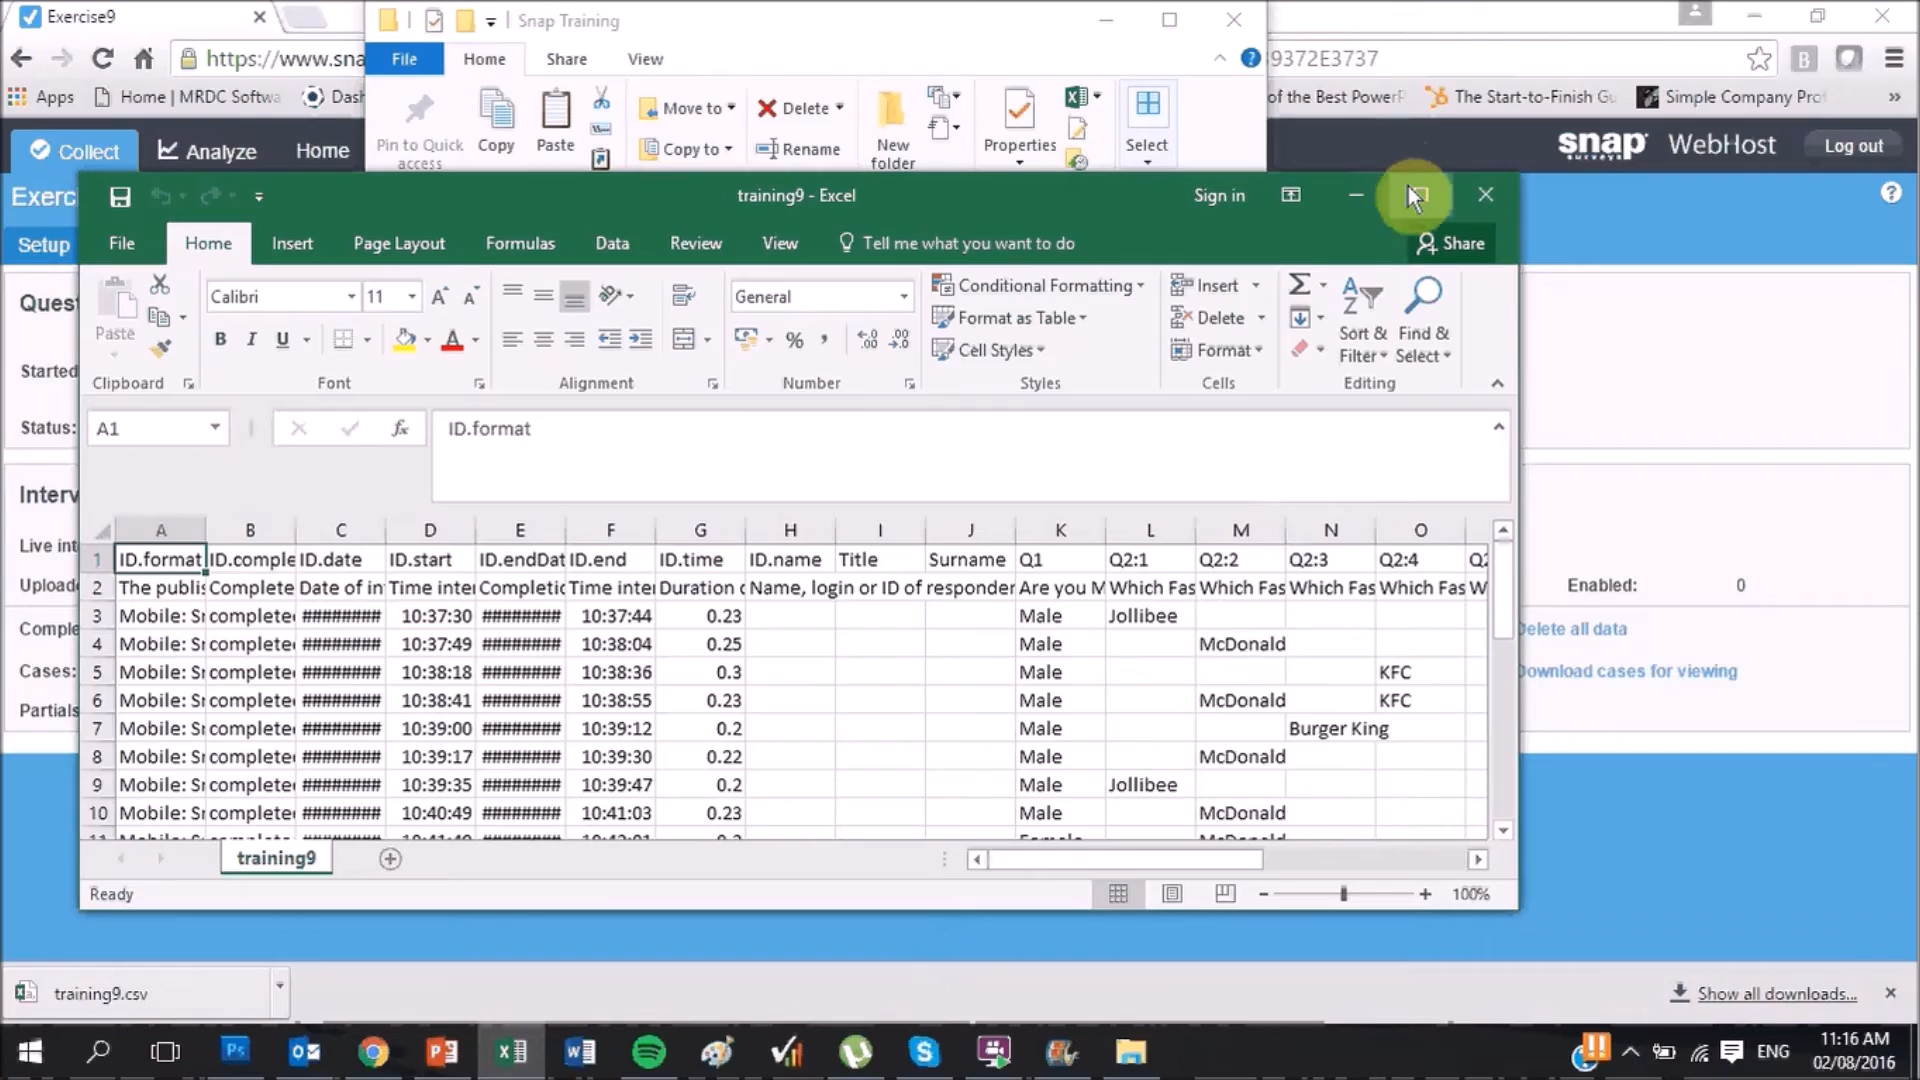 Exercise9
Snap Training
https://www.sna
9372E3737
File Home Share View
Apps Home | MRDC Softwa Dash
of the Best PowerP The Start-to-Finish Gu Simple Company Prof
Pin to Quick access
Copy
Paste
Move to
Copy to
Delete
Rename
New folder
Properties
Select
Collect Analyze Home
snap surveys WebHost Log out
Exerc
Setup
training9 - Excel
Sign in
File Home Insert Page Layout Formulas Data Review View Tell me what you want to do Share
Paste
Calibri 11
B I U
General
%
Conditional Formatting
Format as Table
Cell Styles
Insert
Delete
Format
Sort & Filter
Find & Select
Clipboard Font Alignment Number Styles Cells Editing
A1 fx ID.format
Quest
Started
Status:
Interv
Live int
Upload
Comple
Cases:
Partials
A B C D E F G H I J K L M N O
1 ID.format ID.comple ID.date ID.start ID.endDat ID.end ID.time ID.name Title Surname Q1 Q2:1 Q2:2 Q2:3 Q2:4 Q2
2 The publis Complete Date of in Time inte Completio Time inte Duration o Name, login or ID of responder Are you M Which Fas Which Fas Which Fas Which Fas W
3 Mobile: Sr complete ######## 10:37:30 ######## 10:37:44 0.23 Male Jollibee
4 Mobile: Sr complete ######## 10:37:49 ######## 10:38:04 0.25 Male McDonald
5 Mobile: Sr complete ######## 10:38:18 ######## 10:38:36 0.3 Male KFC
6 Mobile: Sr complete ######## 10:38:41 ######## 10:38:55 0.23 Male McDonald KFC
7 Mobile: Sr complete ######## 10:39:00 ######## 10:39:12 0.2 Male Burger King
8 Mobile: Sr complete ######## 10:39:17 ######## 10:39:30 0.22 Male McDonald
9 Mobile: Sr complete ######## 10:39:35 ######## 10:39:47 0.2 Male Jollibee
10 Mobile: Sr complete ######## 10:40:49 ######## 10:41:03 0.23 Male McDonald
Enabled: 0
Delete all data
Download cases for viewing
training9
Ready
100%
training9.csv
Show all downloads...
ENG
11:16 AM
02/08/2016